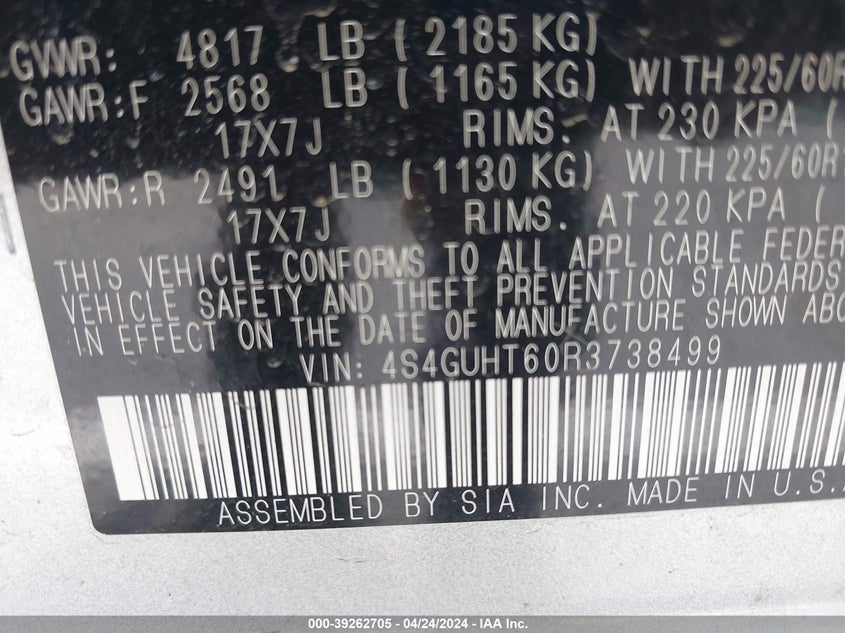 GVWR: 4817 LB ( 2185 KG)
GAWR:F 2568 LB ( 1165 KG) WITH 225/60R
17X7J RIMS. AT 230 KPA (
GAWR:R 2491 LB ( 1130 KG) WITH 225/60R1
17X7J RIMS. AT 220 KPA (
THIS VEHICLE CONFORMS TO ALL APPLICABLE FEDER
VEHICLE SAFETY AND THEFT PREVENTION STANDARDS
IN EFFECT ON THE DATE OF MANUFACTURE SHOWN ABO
VIN: 4S4GUHT60R3738499
ASSEMBLED BY SIA INC. MADE IN U.S.A
000-39262705 - 04/24/2024 - IAAI.COM